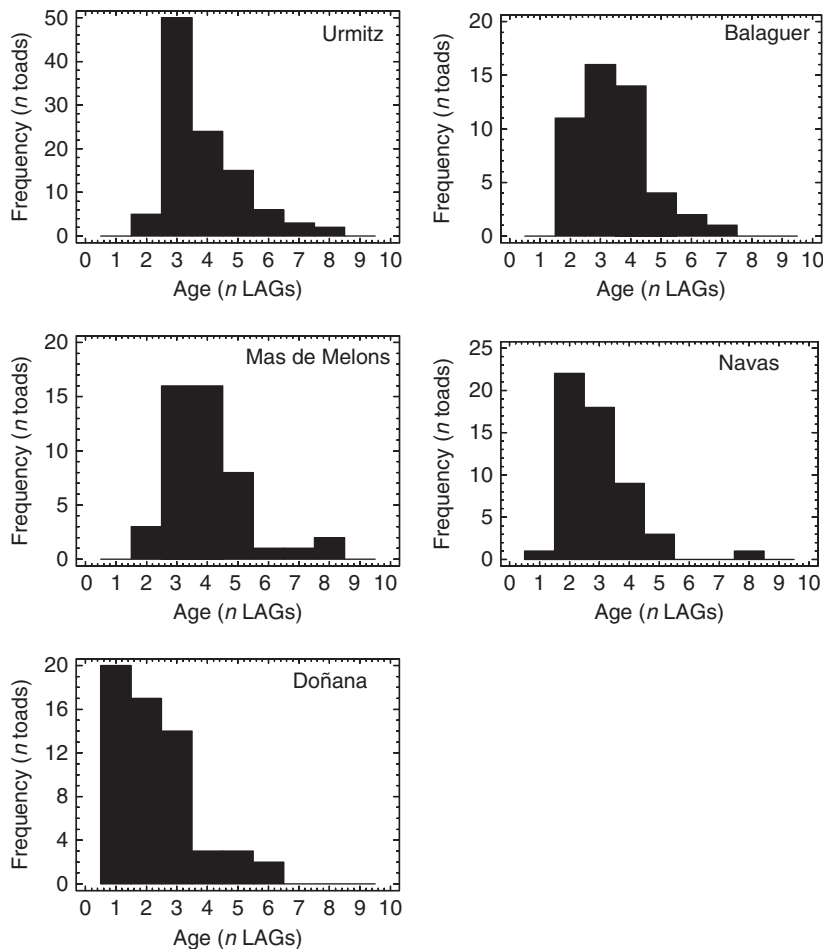 Urmitz
Frequency (n toads)
50
40
30
20
10
0
0 1 2 3 4 5 6 7 8 9 10
Age (n LAGs)
Balaguer
Frequency (n toads)
20
15
10
5
0
0 1 2 3 4 5 6 7 8 9 10
Age (n LAGs)
Mas de Melons
Frequency (n toads)
20
15
10
5
0
0 1 2 3 4 5 6 7 8 9 10
Age (n LAGs)
Navas
Frequency (n toads)
25
20
15
10
5
0
0 1 2 3 4 5 6 7 8 9 10
Age (n LAGs)
Doñana
Frequency (n toads)
20
16
12
8
4
0
0 1 2 3 4 5 6 7 8 9 10
Age (n LAGs)